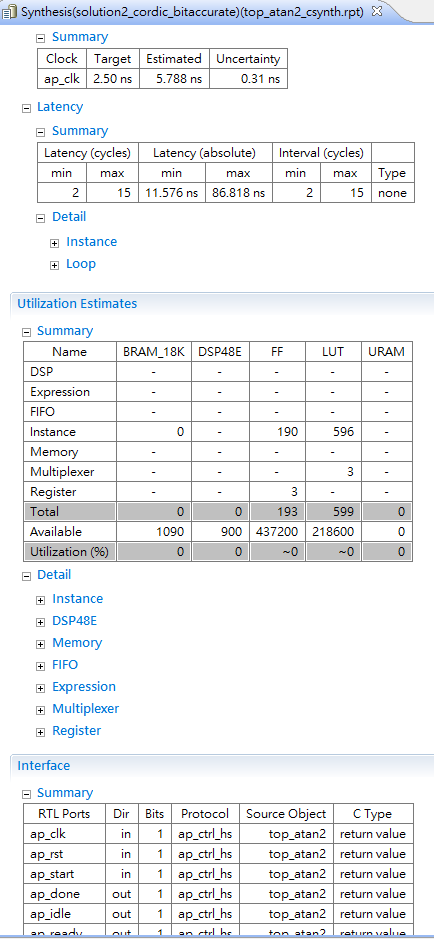 Synthesis(solution2_cordic_bitaccurate)(top_atan2_csynth.rpt)
Summary
Clock Target Estimated Uncertainty
ap_clk 2.50 ns 5.788 ns 0.31 ns
Latency
Summary
Latency (cycles) Latency (absolute) Interval (cycles)
min max min max min max Type
2 15 11.576 ns 86.818 ns 2 15 none
Detail
Instance
Loop
Utilization Estimates
Summary
Name BRAM_18K DSP48E FF LUT URAM
DSP - - - - -
Expression - - - - -
FIFO - - - - -
Instance 0 - 190 596 -
Memory - - - - -
Multiplexer - - - 3 -
Register - - 3 - -
Total 0 0 193 599 0
Available 1090 900 437200 218600 0
Utilization (%) 0 0 ~0 ~0 0
Detail
Instance
DSP48E
Memory
FIFO
Expression
Multiplexer
Register
Interface
Summary
RTL Ports Dir Bits Protocol Source Object C Type
ap_clk in 1 ap_ctrl_hs top_atan2 return value
ap_rst in 1 ap_ctrl_hs top_atan2 return value
ap_start in 1 ap_ctrl_hs top_atan2 return value
ap_done out 1 ap_ctrl_hs top_atan2 return value
ap_idle out 1 ap_ctrl_hs top_atan2 return value
ap_ready out 1 ap_ctrl_hs top_atan2 return value